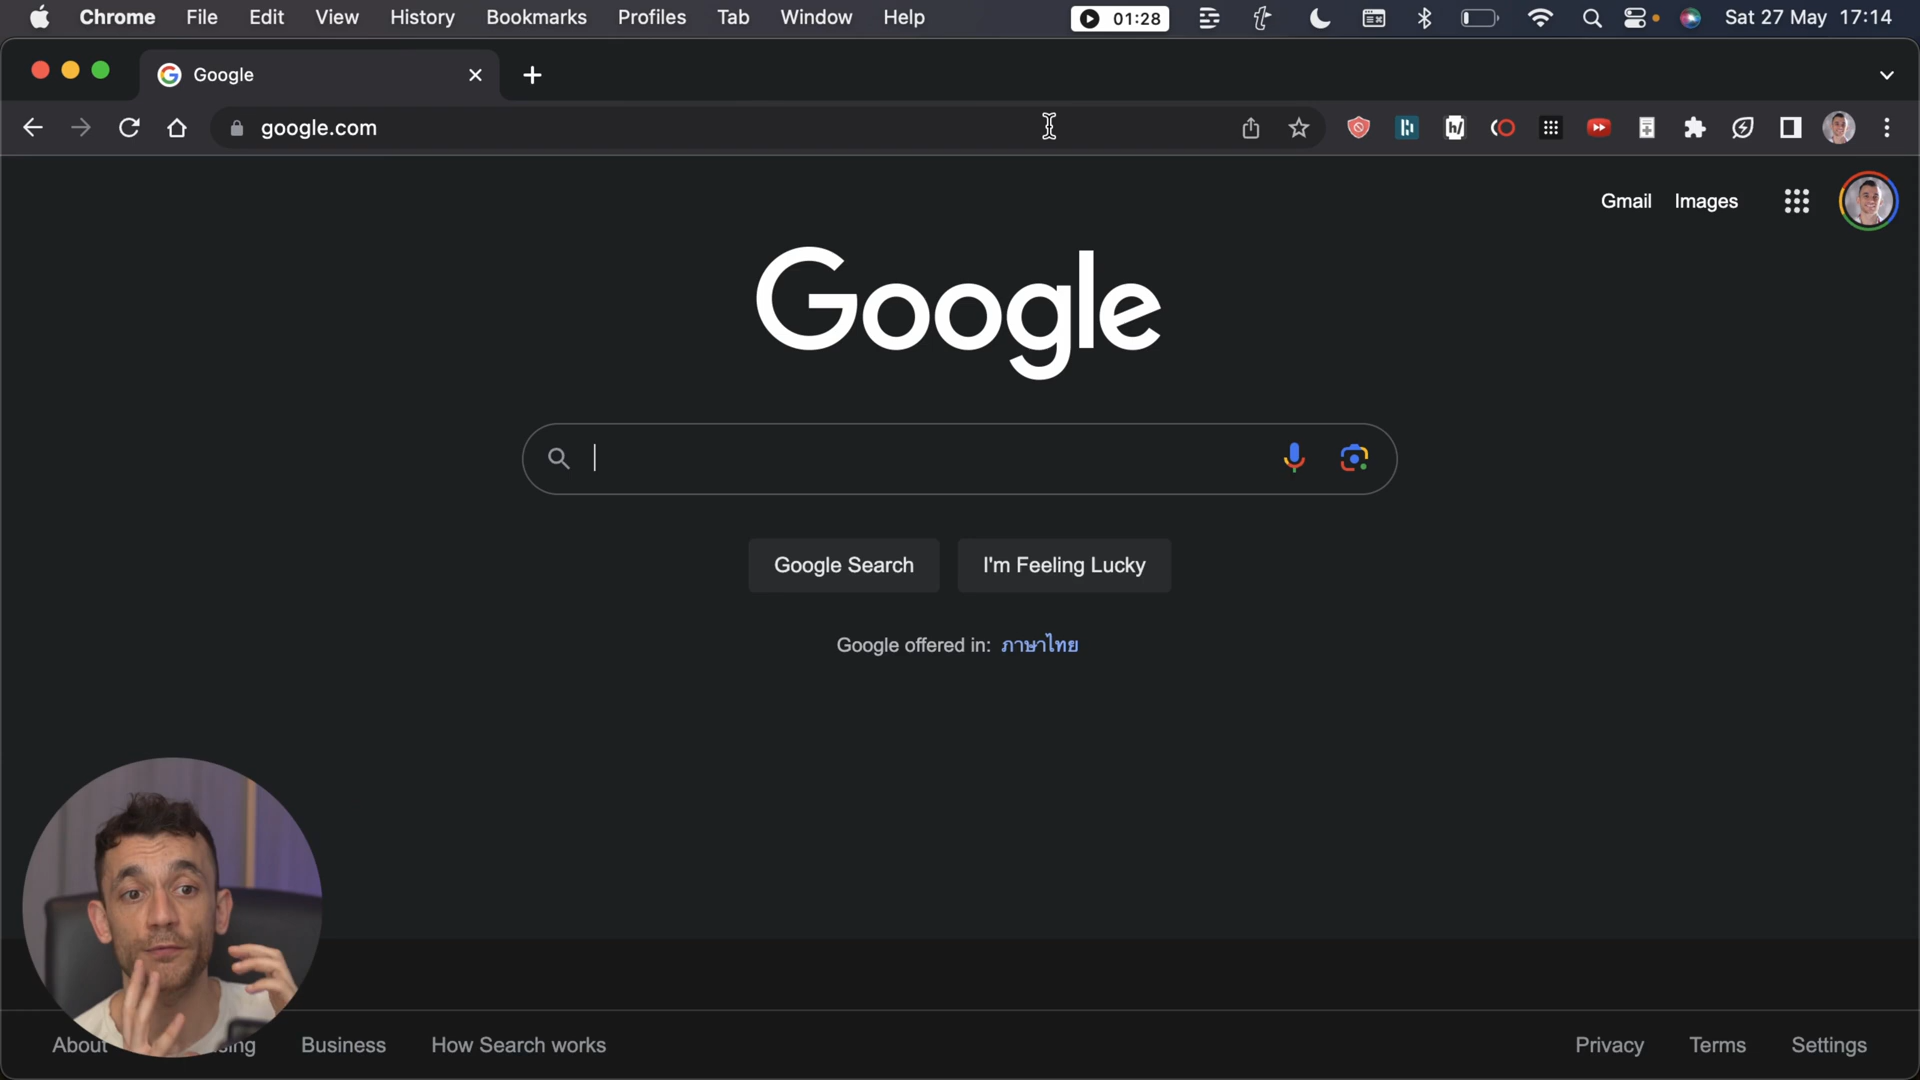 Chrome File Edit View History Bookmarks Profiles Tab Window Help 01:28 Sat 27 May 17:14
Google
google.com
Gmail Images
Google
Google Search I'm Feeling Lucky
Google offered in: ภาษาไทย
About sing Business How Search works Privacy Terms Settings